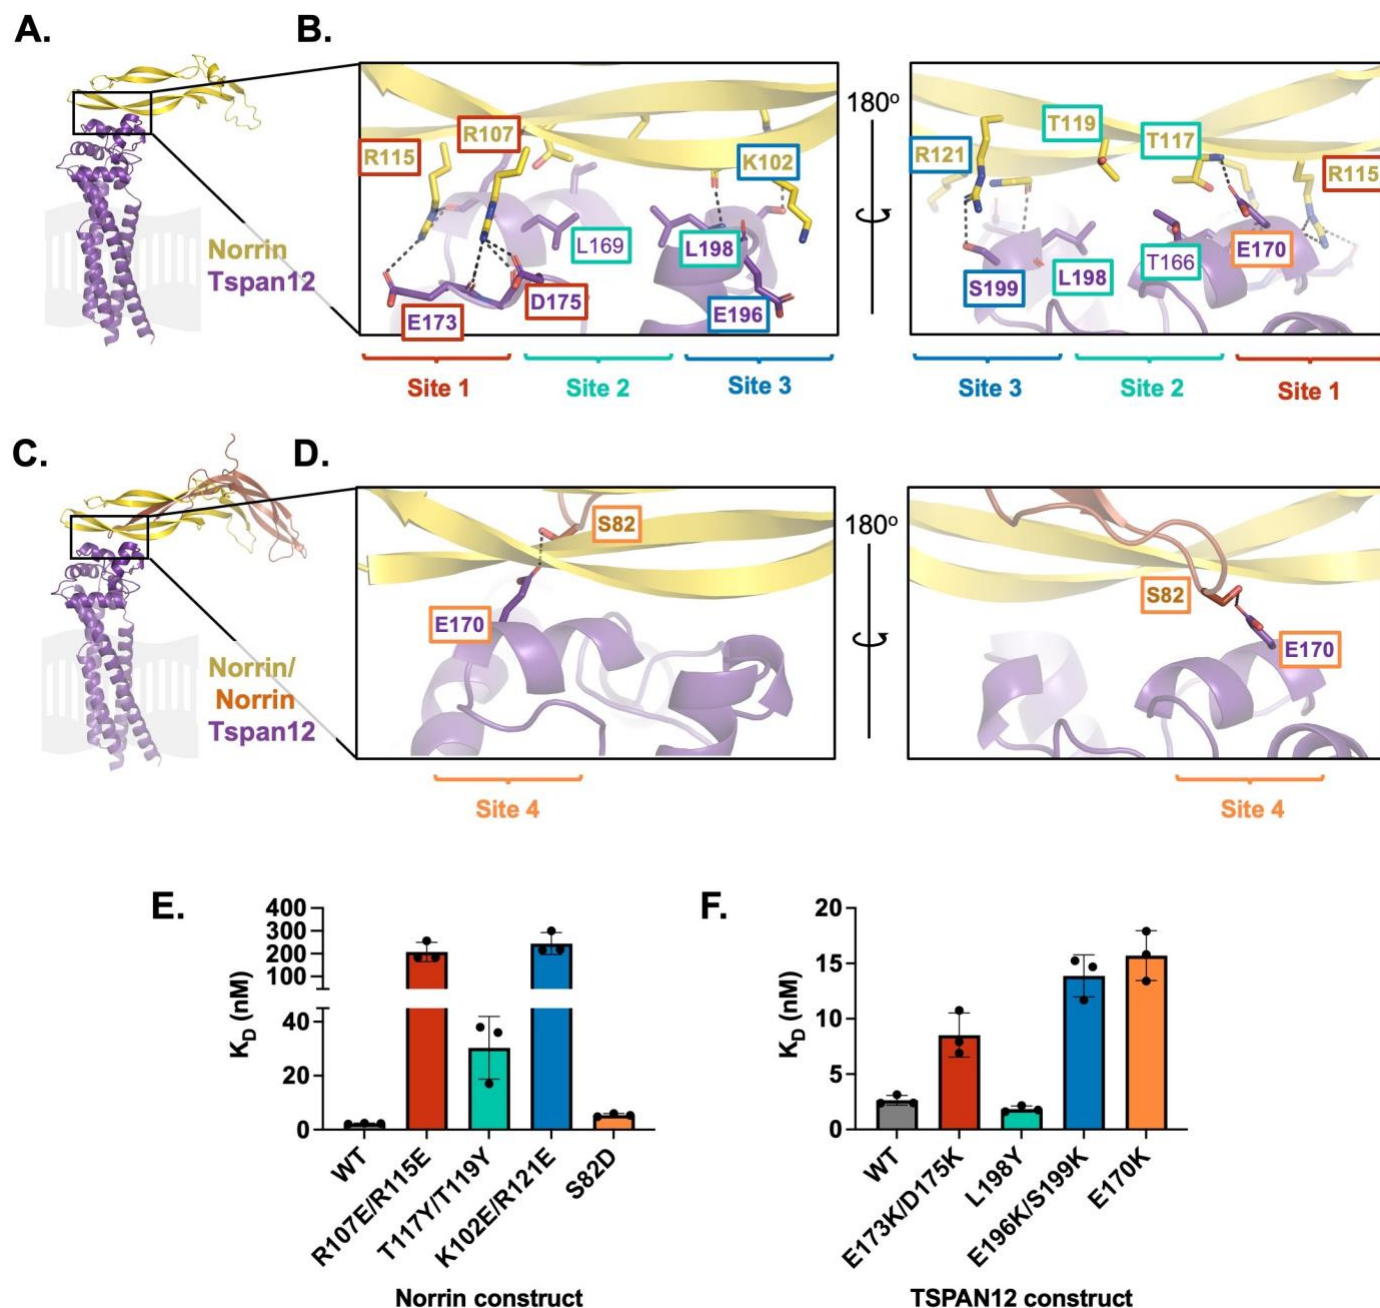 A.
B.
Norrin
Tspan12
R115
R107
K102
L169
L198
E173
D175
E196
180º
R121
T119
T117
R115
S199
L198
T166
E170
Site 1
Site 2
Site 3
Site 3
Site 2
Site 1
C.
D.
Norrin/
Norrin
Tspan12
S82
E170
180º
S82
E170
Site 4
Site 4
E.
KD (nM)
400
300
200
100
40
20
0
WT
R107E/R115E
T117Y/T119Y
K102E/R121E
S82D
Norrin construct
F.
KD (nM)
20
15
10
5
0
WT
E173K/D175K
L198Y
E196K/S199K
E170K
TSPAN12 construct